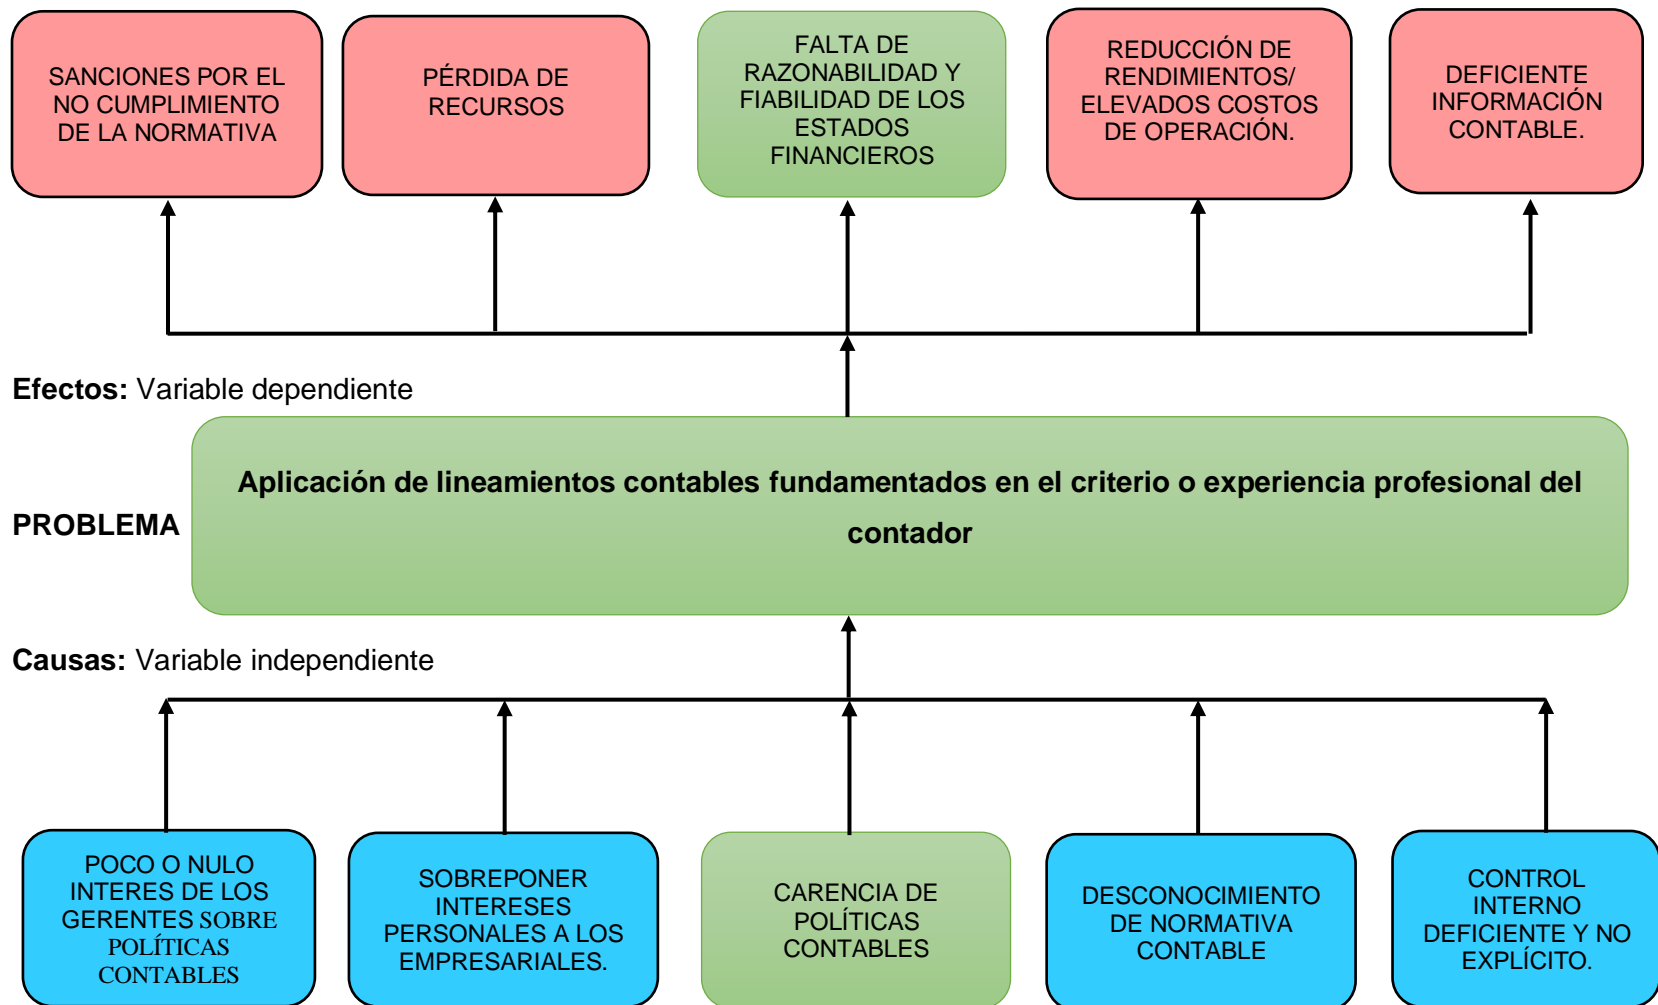 SANCIONES POR EL
NO CUMPLIMIENTO
DE LA NORMATIVA
PÉRDIDA DE
RECURSOS
FALTA DE
RAZONABILIDAD Y
FIABILIDAD DE LOS
ESTADOS
FINANCIEROS
REDUCCIÓN DE
RENDIMIENTOS/
ELEVADOS COSTOS
DE OPERACIÓN.
DEFICIENTE
INFORMACIÓN
CONTABLE.
Efectos: Variable dependiente
Aplicación de lineamientos contables fundamentados en el criterio o experiencia profesional del
contador
PROBLEMA
Causas: Variable independiente
POCO O NULO
INTERES DE LOS
GERENTES SOBRE
POLÍTICAS
CONTABLES
SOBREPONER
INTERESES
PERSONALES A LOS
EMPRESARIALES.
CARENCIA DE
POLÍTICAS
CONTABLES
DESCONOCIMIENTO
DE NORMATIVA
CONTABLE
CONTROL
INTERNO
DEFICIENTE Y NO
EXPLÍCITO.